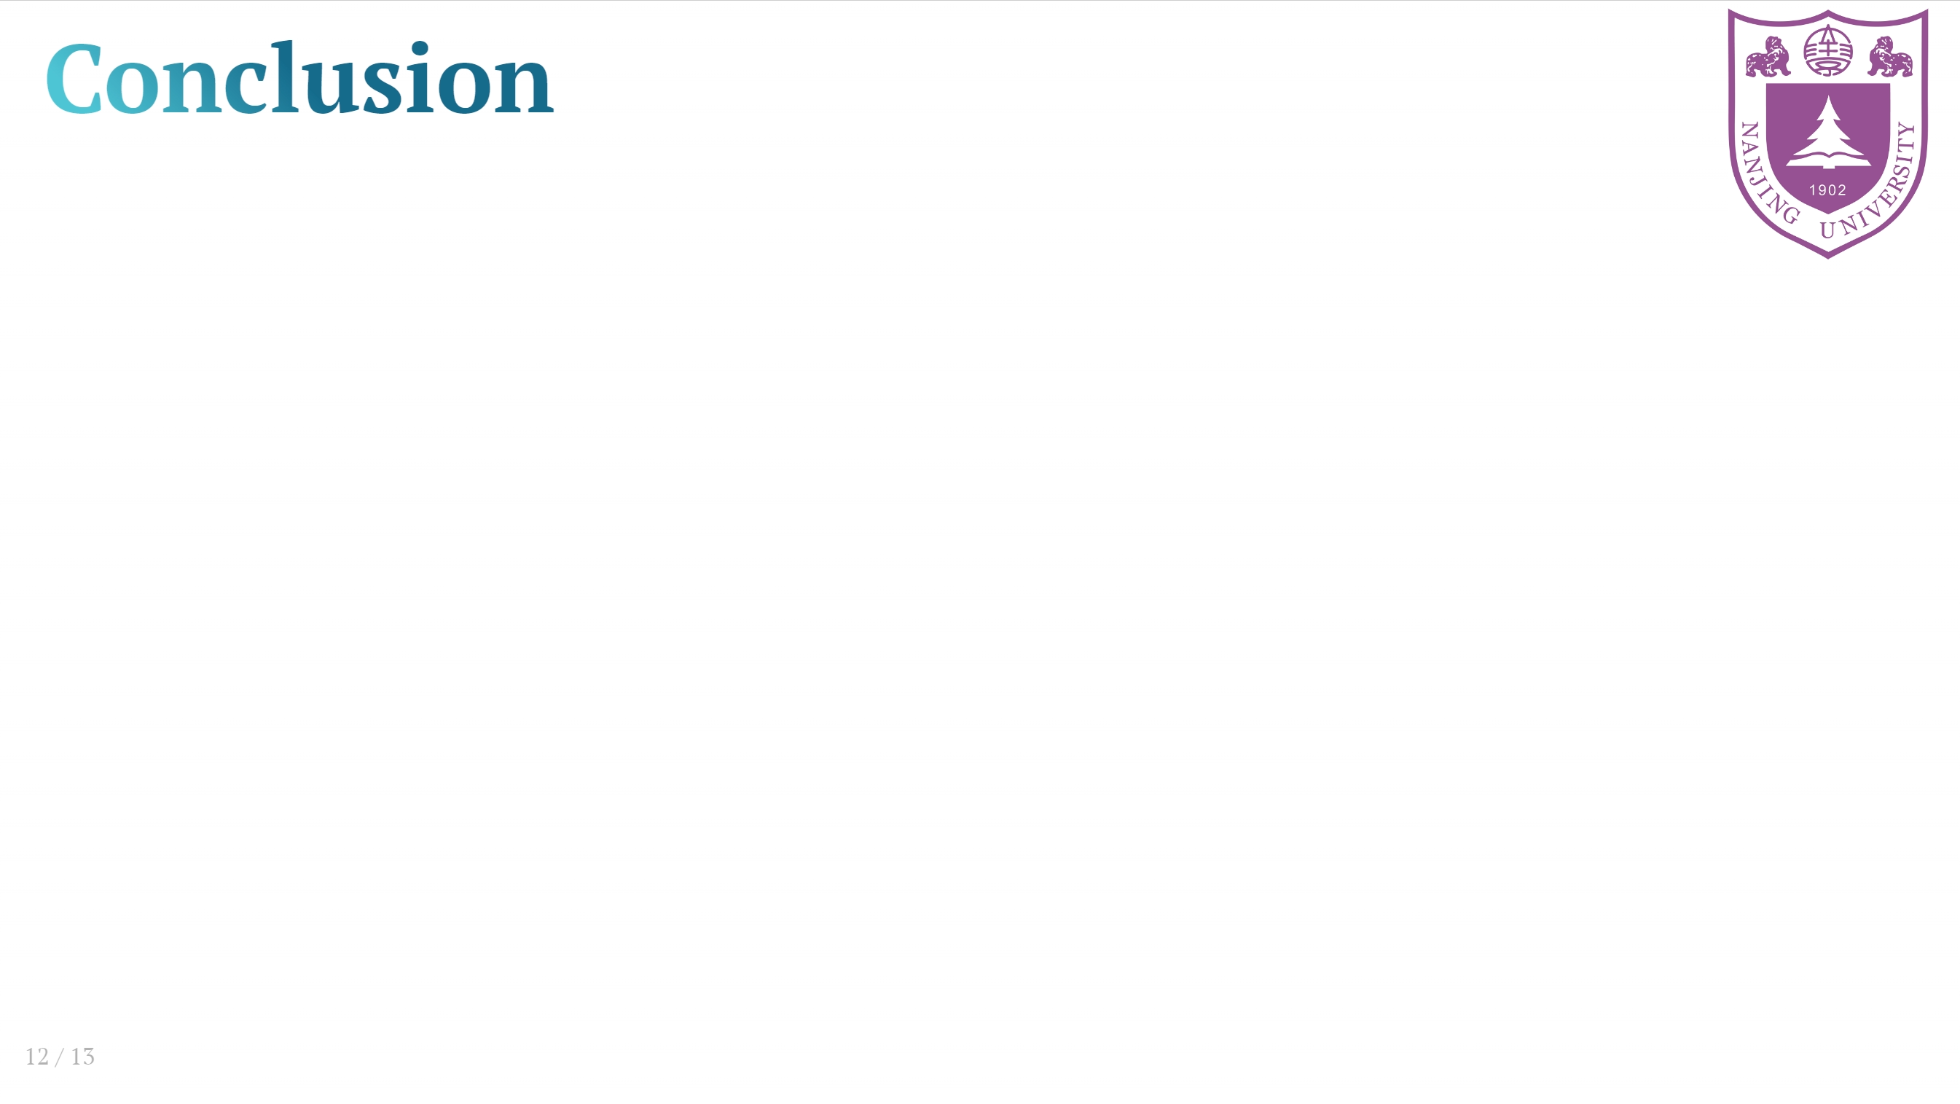 Conclusion
NANJING UNIVERSITY
1902
12 / 13